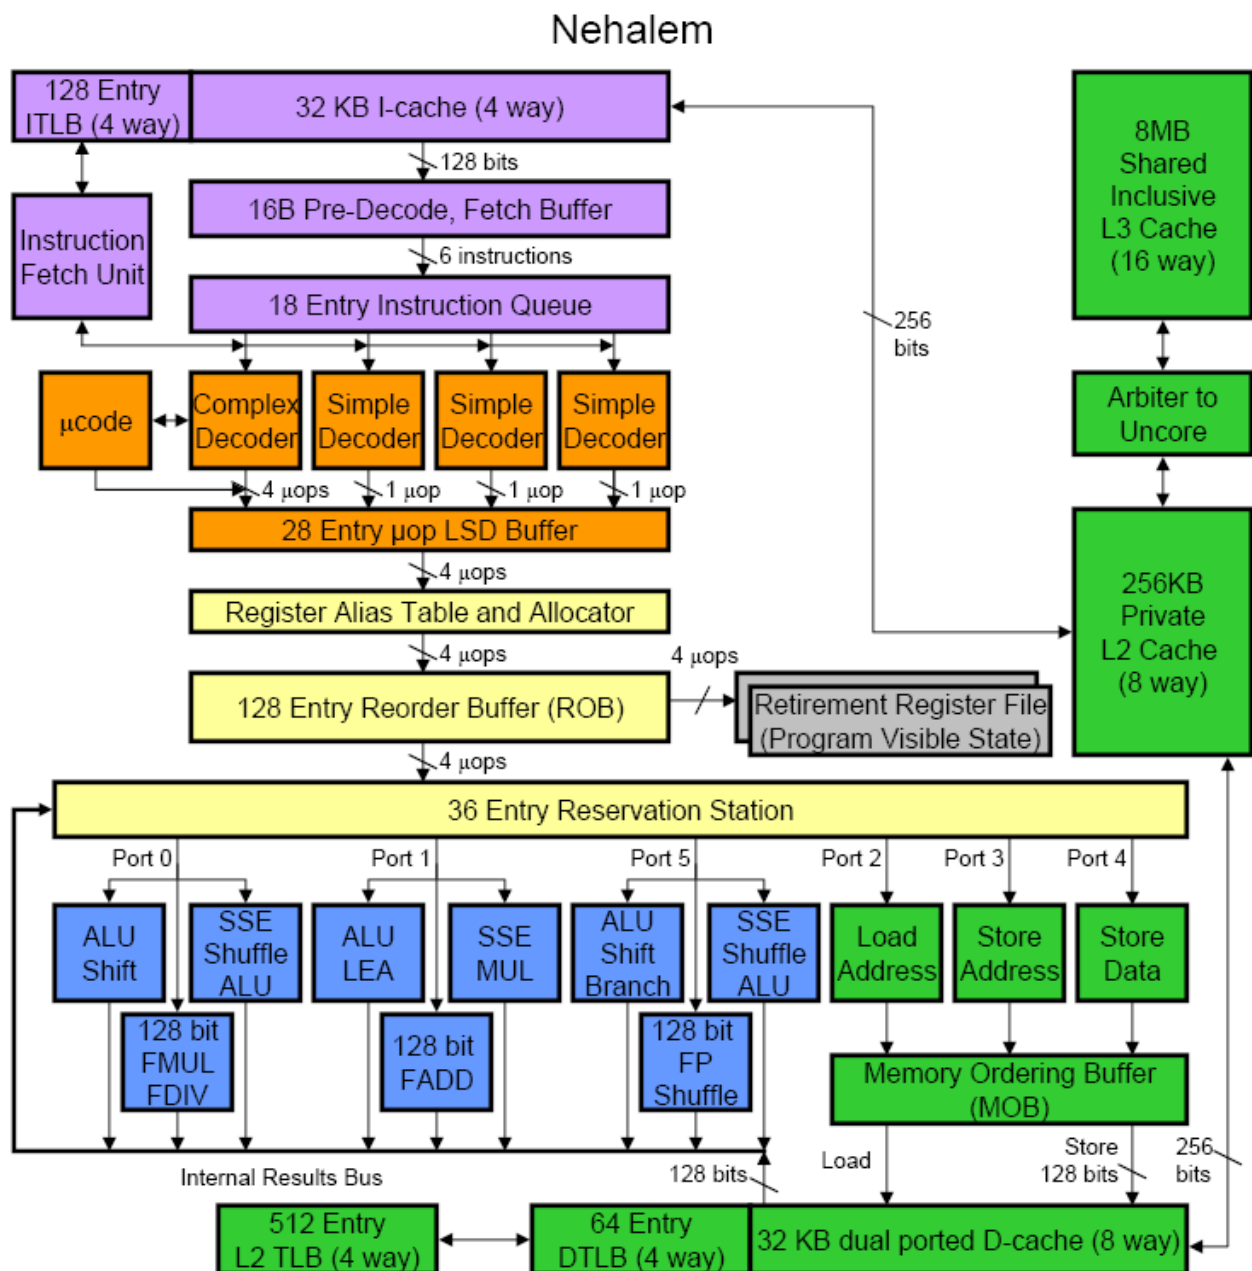 Nehalem
128 Entry
ITLB (4 way)
32 KB I-cache (4 way)
128 bits
16B Pre-Decode, Fetch Buffer
Instruction
Fetch Unit
6 instructions
18 Entry Instruction Queue
8MB
Shared
Inclusive
L3 Cache
(16 way)
256
bits
μcode
Complex
Decoder
Simple
Decoder
Simple
Decoder
Simple
Decoder
Arbiter to
Uncore
4 μops
1 μop
1 μop
1 μop
28 Entry μop LSD Buffer
4 μops
Register Alias Table and Allocator
4 μops
256KB
Private
L2 Cache
(8 way)
128 Entry Reorder Buffer (ROB)
4 μops
Retirement Register File
(Program Visible State)
4 μops
36 Entry Reservation Station
Port 0
Port 1
Port 5
Port 2
Port 3
Port 4
ALU
Shift
SSE
Shuffle
ALU
ALU
LEA
SSE
MUL
ALU
Shift
Branch
SSE
Shuffle
ALU
Load
Address
Store
Address
Store
Data
128 bit
FMUL
FDIV
128 bit
FADD
128 bit
FP
Shuffle
Memory Ordering Buffer
(MOB)
Internal Results Bus
128 bits
Load
Store
128 bits
256
bits
512 Entry
L2 TLB (4 way)
64 Entry
DTLB (4 way)
32 KB dual ported D-cache (8 way)